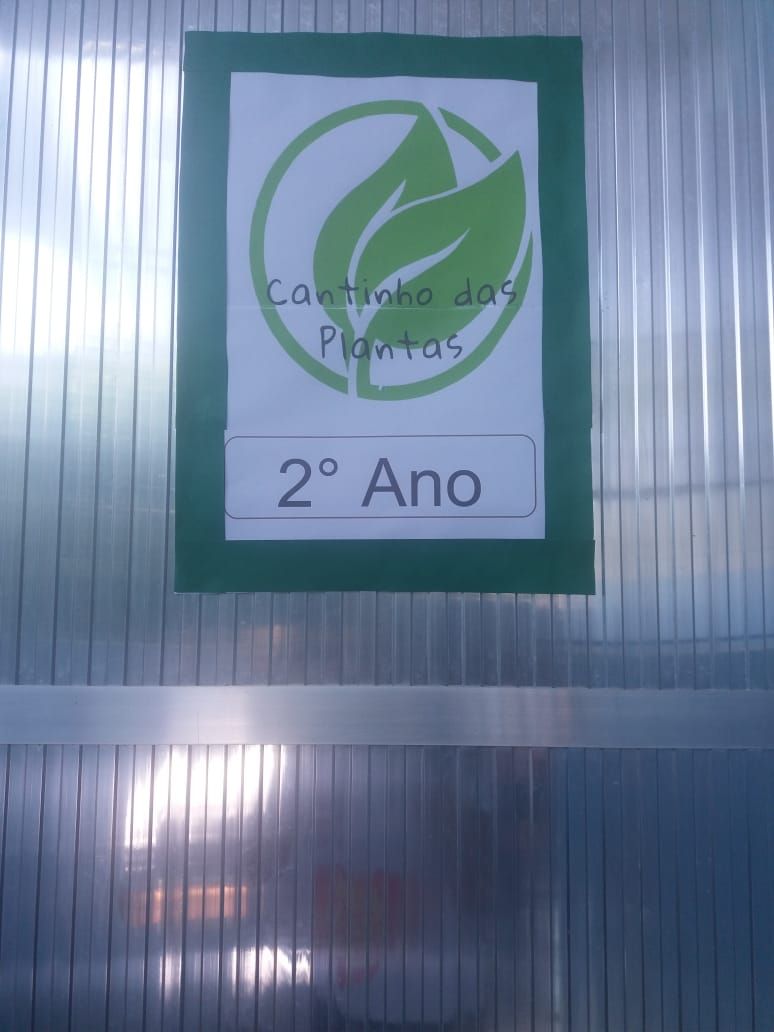 Cantinho das
Plantas
2° Ano